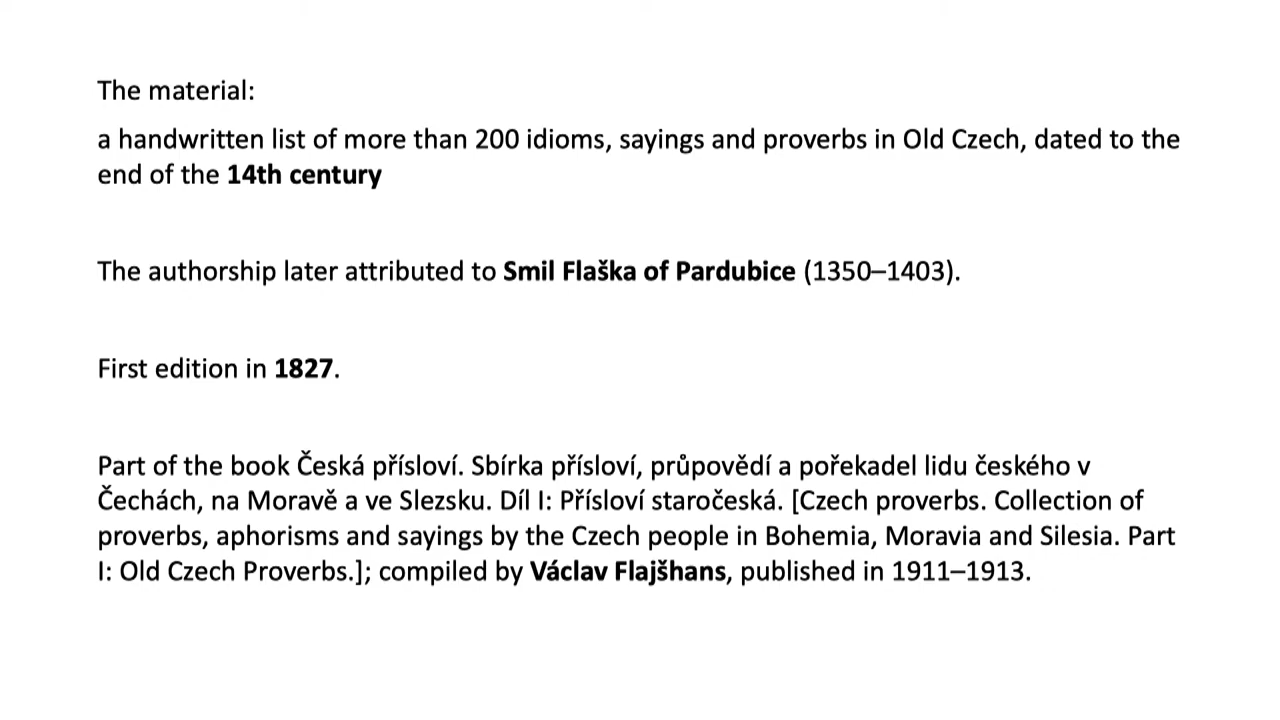 The material:
a handwritten list of more than 200 idioms, sayings and proverbs in Old Czech, dated to the
end of the 14th century
The authorship later attributed to Smil Flaška of Pardubice (1350–1403).
First edition in 1827.
Part of the book Česká přísloví. Sbírka přísloví, průpovědí a pořekadel lidu českého v
Čechách, na Moravě a ve Slezsku. Díl I: Přísloví staročeská. [Czech proverbs. Collection of
proverbs, aphorisms and sayings by the Czech people in Bohemia, Moravia and Silesia. Part
I: Old Czech Proverbs.]; compiled by Václav Flajšhans, published in 1911–1913.